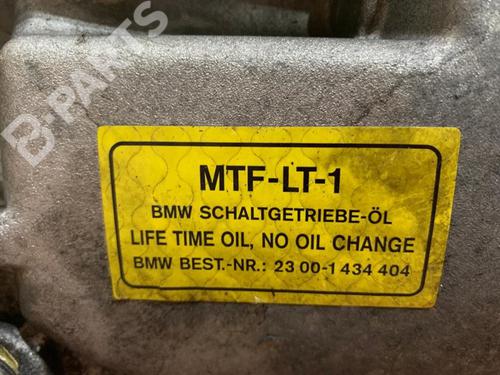 B-PARTS
MTF-LT-1
BMW SCHALTGETRIEBE-ÖL
LIFE TIME OIL, NO OIL CHANGE
BMW BEST.-NR.: 23 00-1 434 404